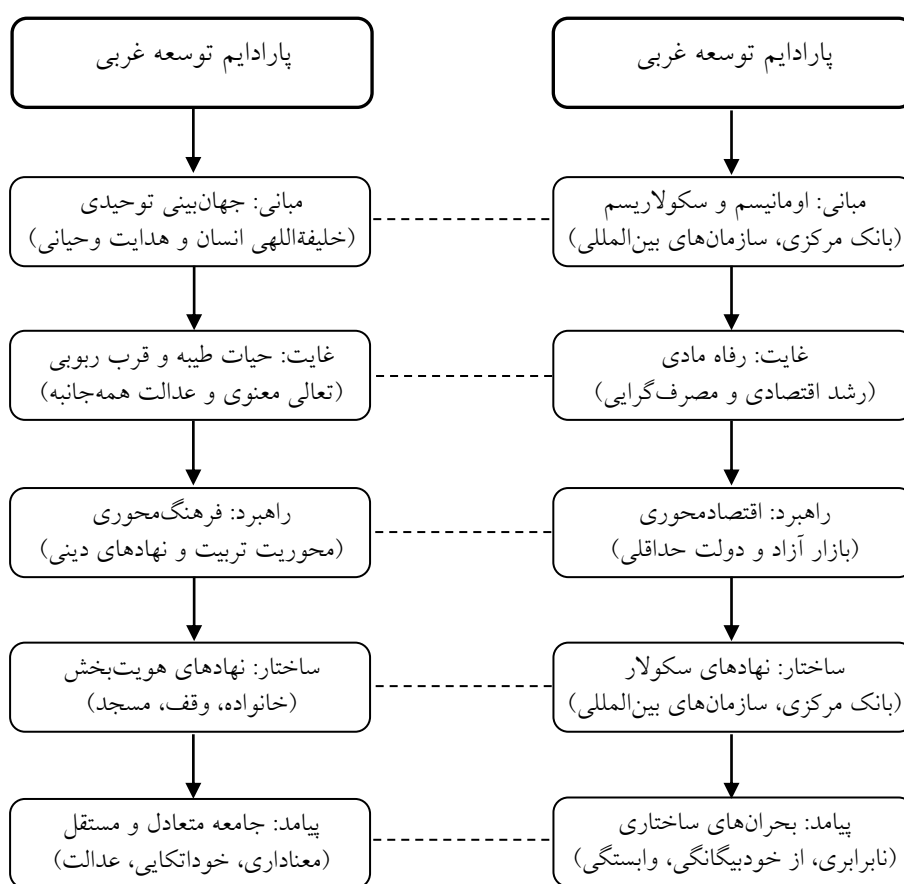 پارادایم توسعه غربی
مبانی: اومانیسم و سکولاریسم
(بانک مرکزی، سازمان‌های بین‌المللی)
غایت: رفاه مادی
(رشد اقتصادی و مصرف‌گرایی)
راهبرد: اقتصادمحوری
(بازار آزاد و دولت حداقلی)
ساختار: نهادهای سکولار
(بانک مرکزی، سازمان‌های بین‌المللی)
پیامد: بحران‌های ساختاری
(نابرابری، از خودبیگانگی، وابستگی)
پارادایم توسعه غربی
مبانی: جهان‌بینی توحیدی
(خلیفةاللهی انسان و هدایت وحیانی)
غایت: حیات طیبه و قرب ربوبی
(تعالی معنوی و عدالت همه‌جانبه)
راهبرد: فرهنگ‌محوری
(محوریت تربیت و نهادهای دینی)
ساختار: نهادهای هویت‌بخش
(خانواده، وقف، مسجد)
پیامد: جامعه متعادل و مستقل
(معناداری، خوداتکایی، عدالت)